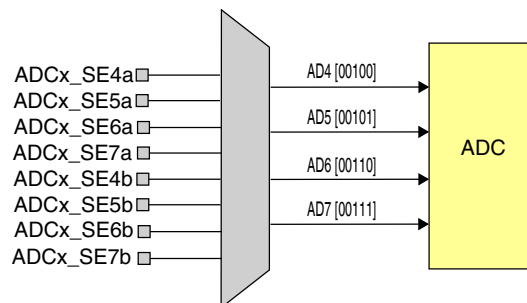 ADCx_SE4a
ADCx_SE5a
ADCx_SE6a
ADCx_SE7a
ADCx_SE4b
ADCx_SE5b
ADCx_SE6b
ADCx_SE7b
AD4 [00100]
AD5 [00101]
AD6 [00110]
AD7 [00111]
ADC